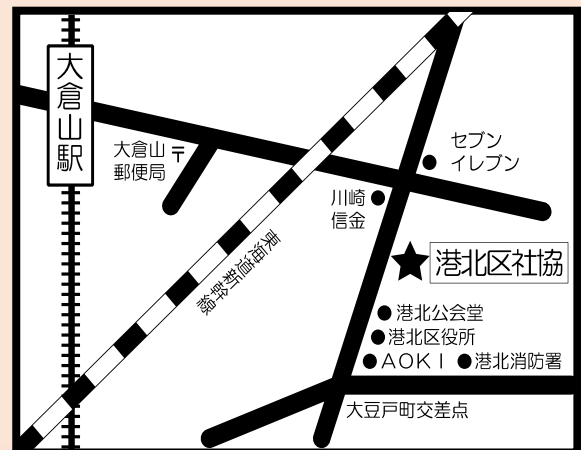 大倉山駅
大倉山〒
郵便局
セブン
イレブン
川崎
信金
港北区社協
東海道新幹線
港北公会堂
港北区役所
AOKI
港北消防署
大豆戸町交差点